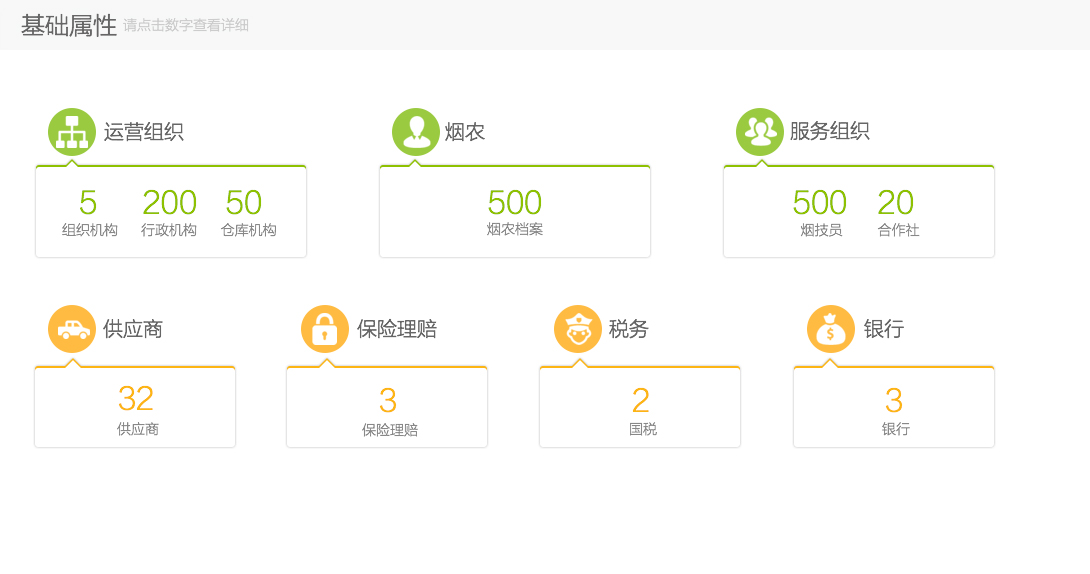 基础属性 请点击数字查看详细
运营组织
烟农
服务组织
5 200 50
组织机构 行政机构 仓库机构
500
烟农档案
500 20
烟技员 合作社
供应商
保险理赔
税务
银行
32
供应商
3
保险理赔
2
国税
3
银行